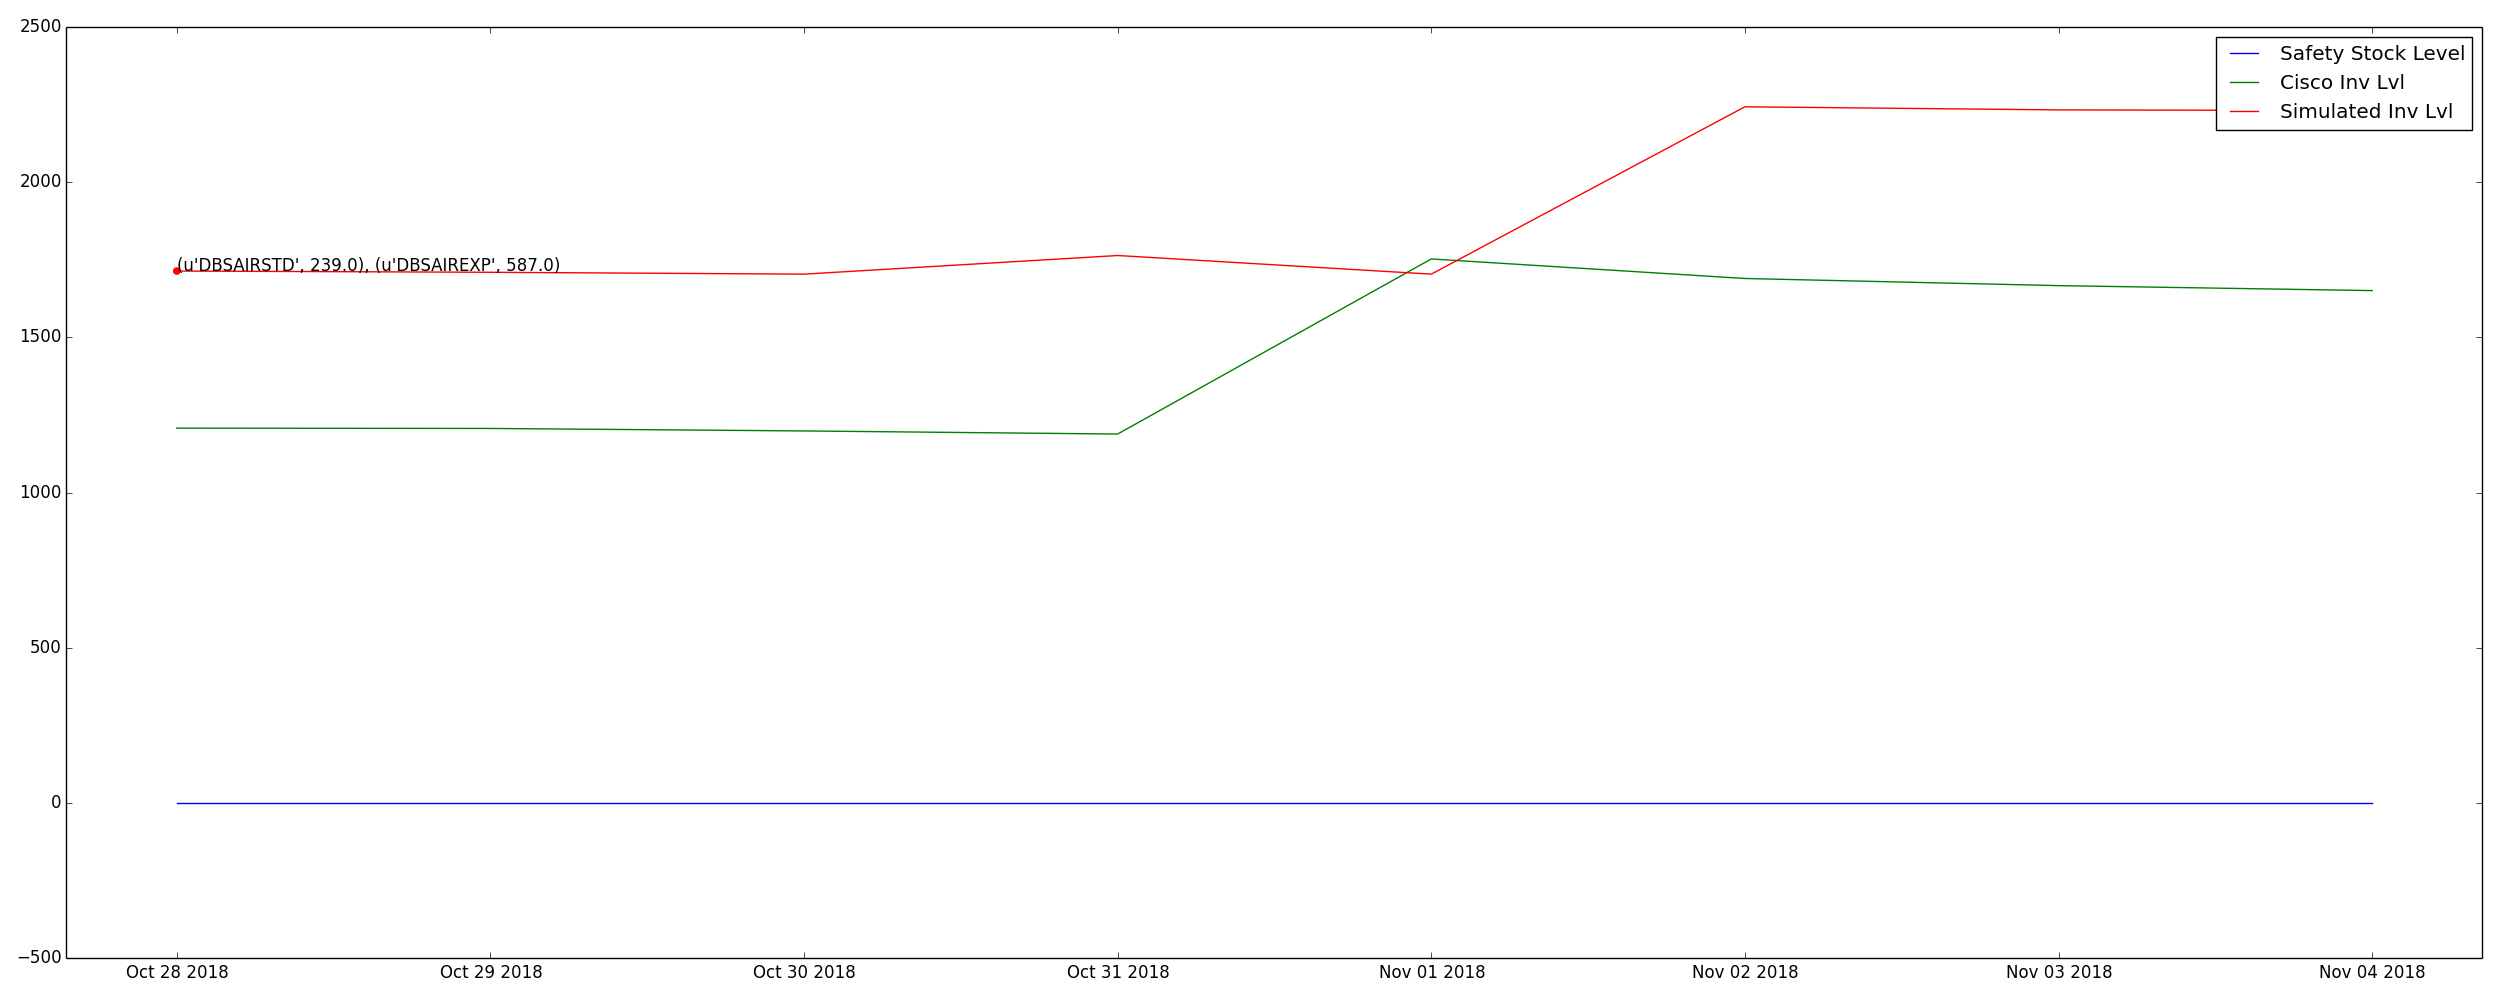 2500
Safety Stock Level
Cisco Inv Lvl
Simulated Inv Lvl
2000
(u'DBSAIRSTD', 239.0), (u'DBSAIREXP', 587.0)
1500
1000
500
0
−500
Oct 28 2018 Oct 29 2018 Oct 30 2018 Oct 31 2018 Nov 01 2018 Nov 02 2018 Nov 03 2018 Nov 04 2018